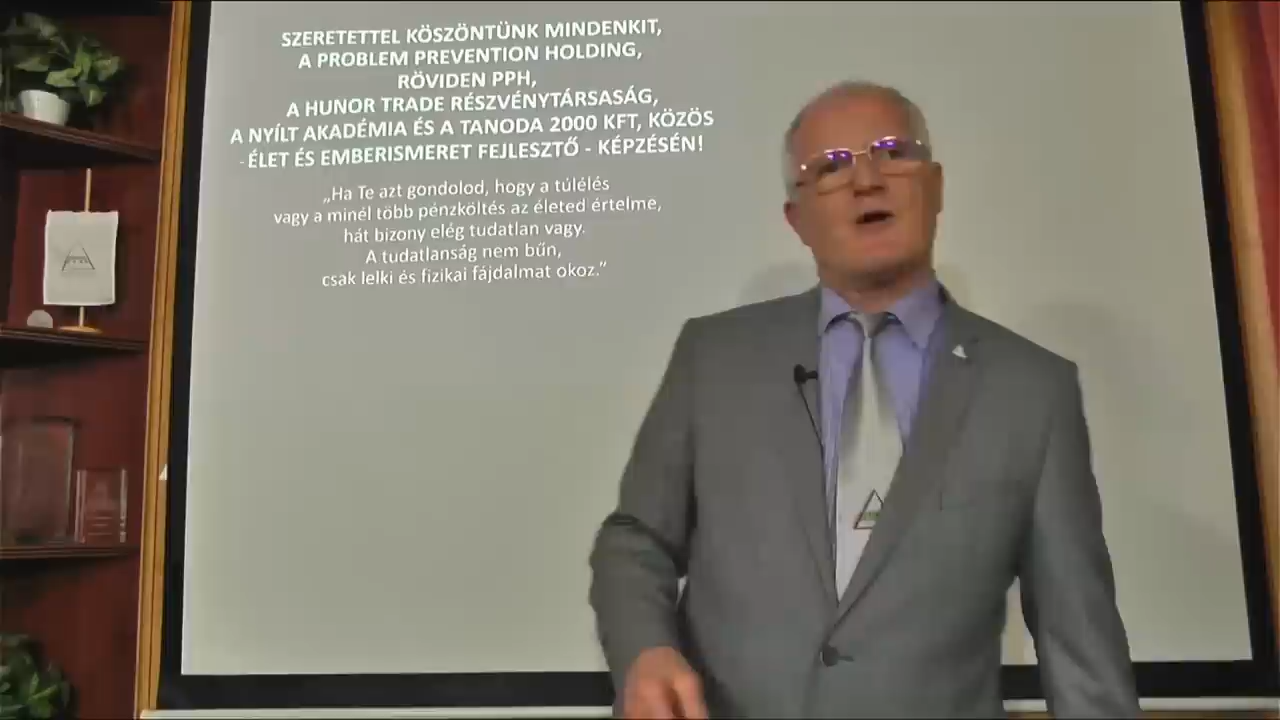 SZERETETTEL KÖSZÖNTÜNK MINDENKIT,
A PROBLEM PREVENTION HOLDING,
RÖVIDEN PPH,
A HUNOR TRADE RÉSZVÉNYTÁRSASÁG,
A NYÍLT AKADÉMIA ÉS A TANODA 2000 KFT, KÖZÖS
- ÉLET ÉS EMBERISMERET FEJLESZTŐ - KÉPZÉSÉN!
„Ha Te azt gondolod, hogy a túlélés
vagy a minél több pénzköltés az életed értelme,
hát bizony elég tudatlan vagy.
A tudatlanság nem bűn,
csak lelki és fizikai fájdalmat okoz.”